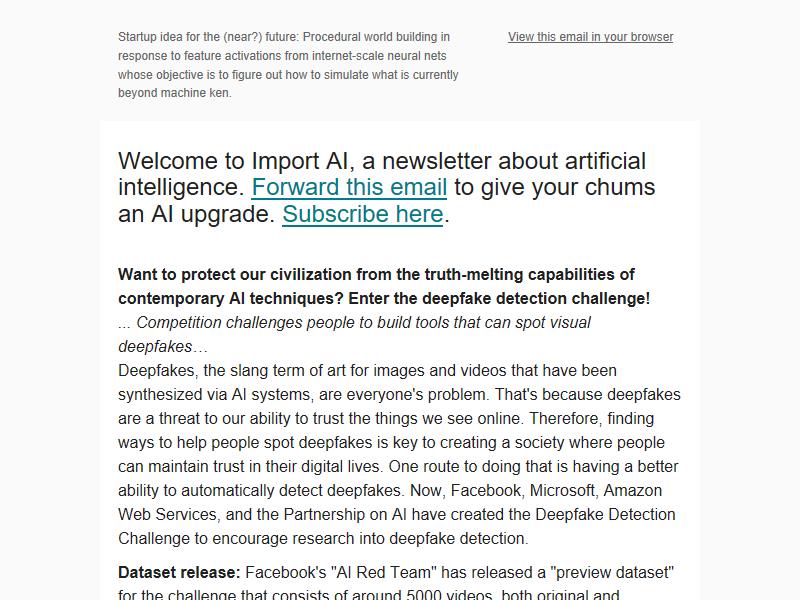 Startup idea for the (near?) future: Procedural world building in
response to feature activations from internet-scale neural nets
whose objective is to figure out how to simulate what is currently
beyond machine ken.
View this email in your browser
Welcome to Import AI, a newsletter about artificial
intelligence. Forward this email to give your chums
an AI upgrade. Subscribe here.
Want to protect our civilization from the truth-melting capabilities of
contemporary AI techniques? Enter the deepfake detection challenge!
... Competition challenges people to build tools that can spot visual
deepfakes…
Deepfakes, the slang term of art for images and videos that have been
synthesized via AI systems, are everyone's problem. That's because deepfakes
are a threat to our ability to trust the things we see online. Therefore, finding
ways to help people spot deepfakes is key to creating a society where people
can maintain trust in their digital lives. One route to doing that is having a better
ability to automatically detect deepfakes. Now, Facebook, Microsoft, Amazon
Web Services, and the Partnership on AI have created the Deepfake Detection
Challenge to encourage research into deepfake detection.
Dataset release: Facebook's "AI Red Team" has released a "preview dataset"
for the challenge that consists of around 5000 videos, both original and